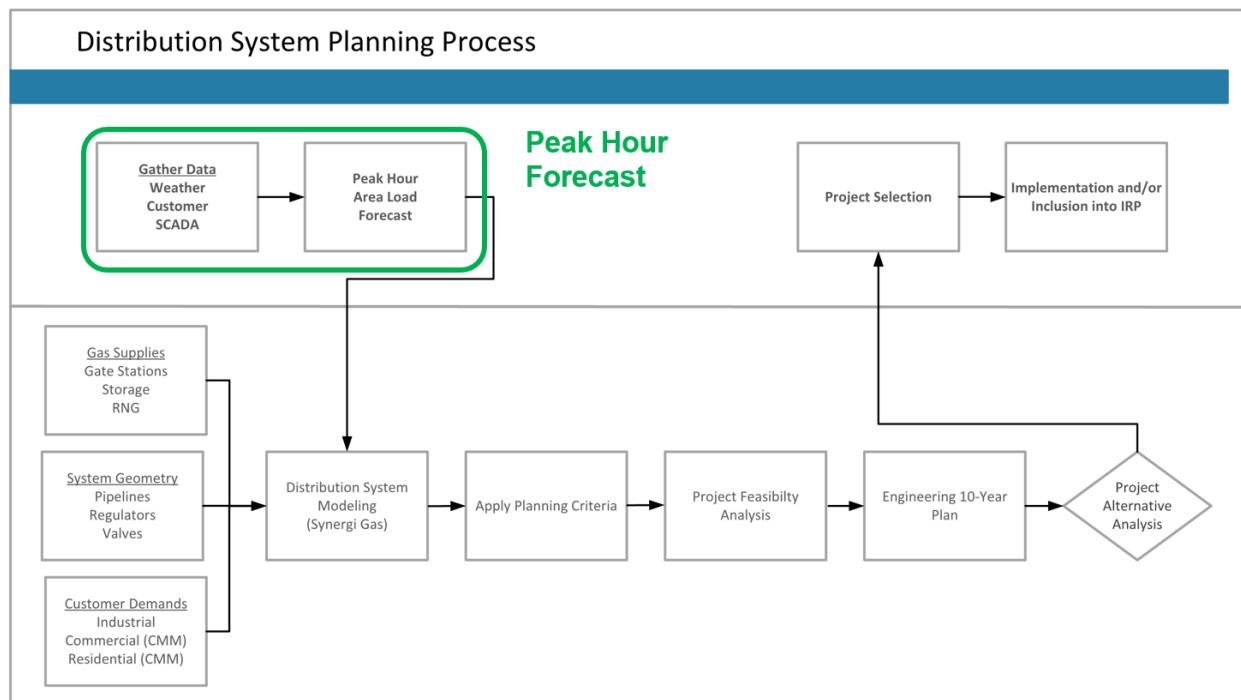 Distribution System Planning Process
Gather Data
Weather
Customer
SCADA
Peak Hour
Area Load
Forecast
Peak Hour
Forecast
Project Selection
Implementation and/or
Inclusion into IRP
Gas Supplies
Gate Stations
Storage
RNG
System Geometry
Pipelines
Regulators
Valves
Customer Demands
Industrial
Commercial (CMM)
Residential (CMM)
Distribution System
Modeling
(Synergi Gas)
Apply Planning Criteria
Project Feasibilty
Analysis
Engineering 10-Year
Plan
Project
Alternative
Analysis